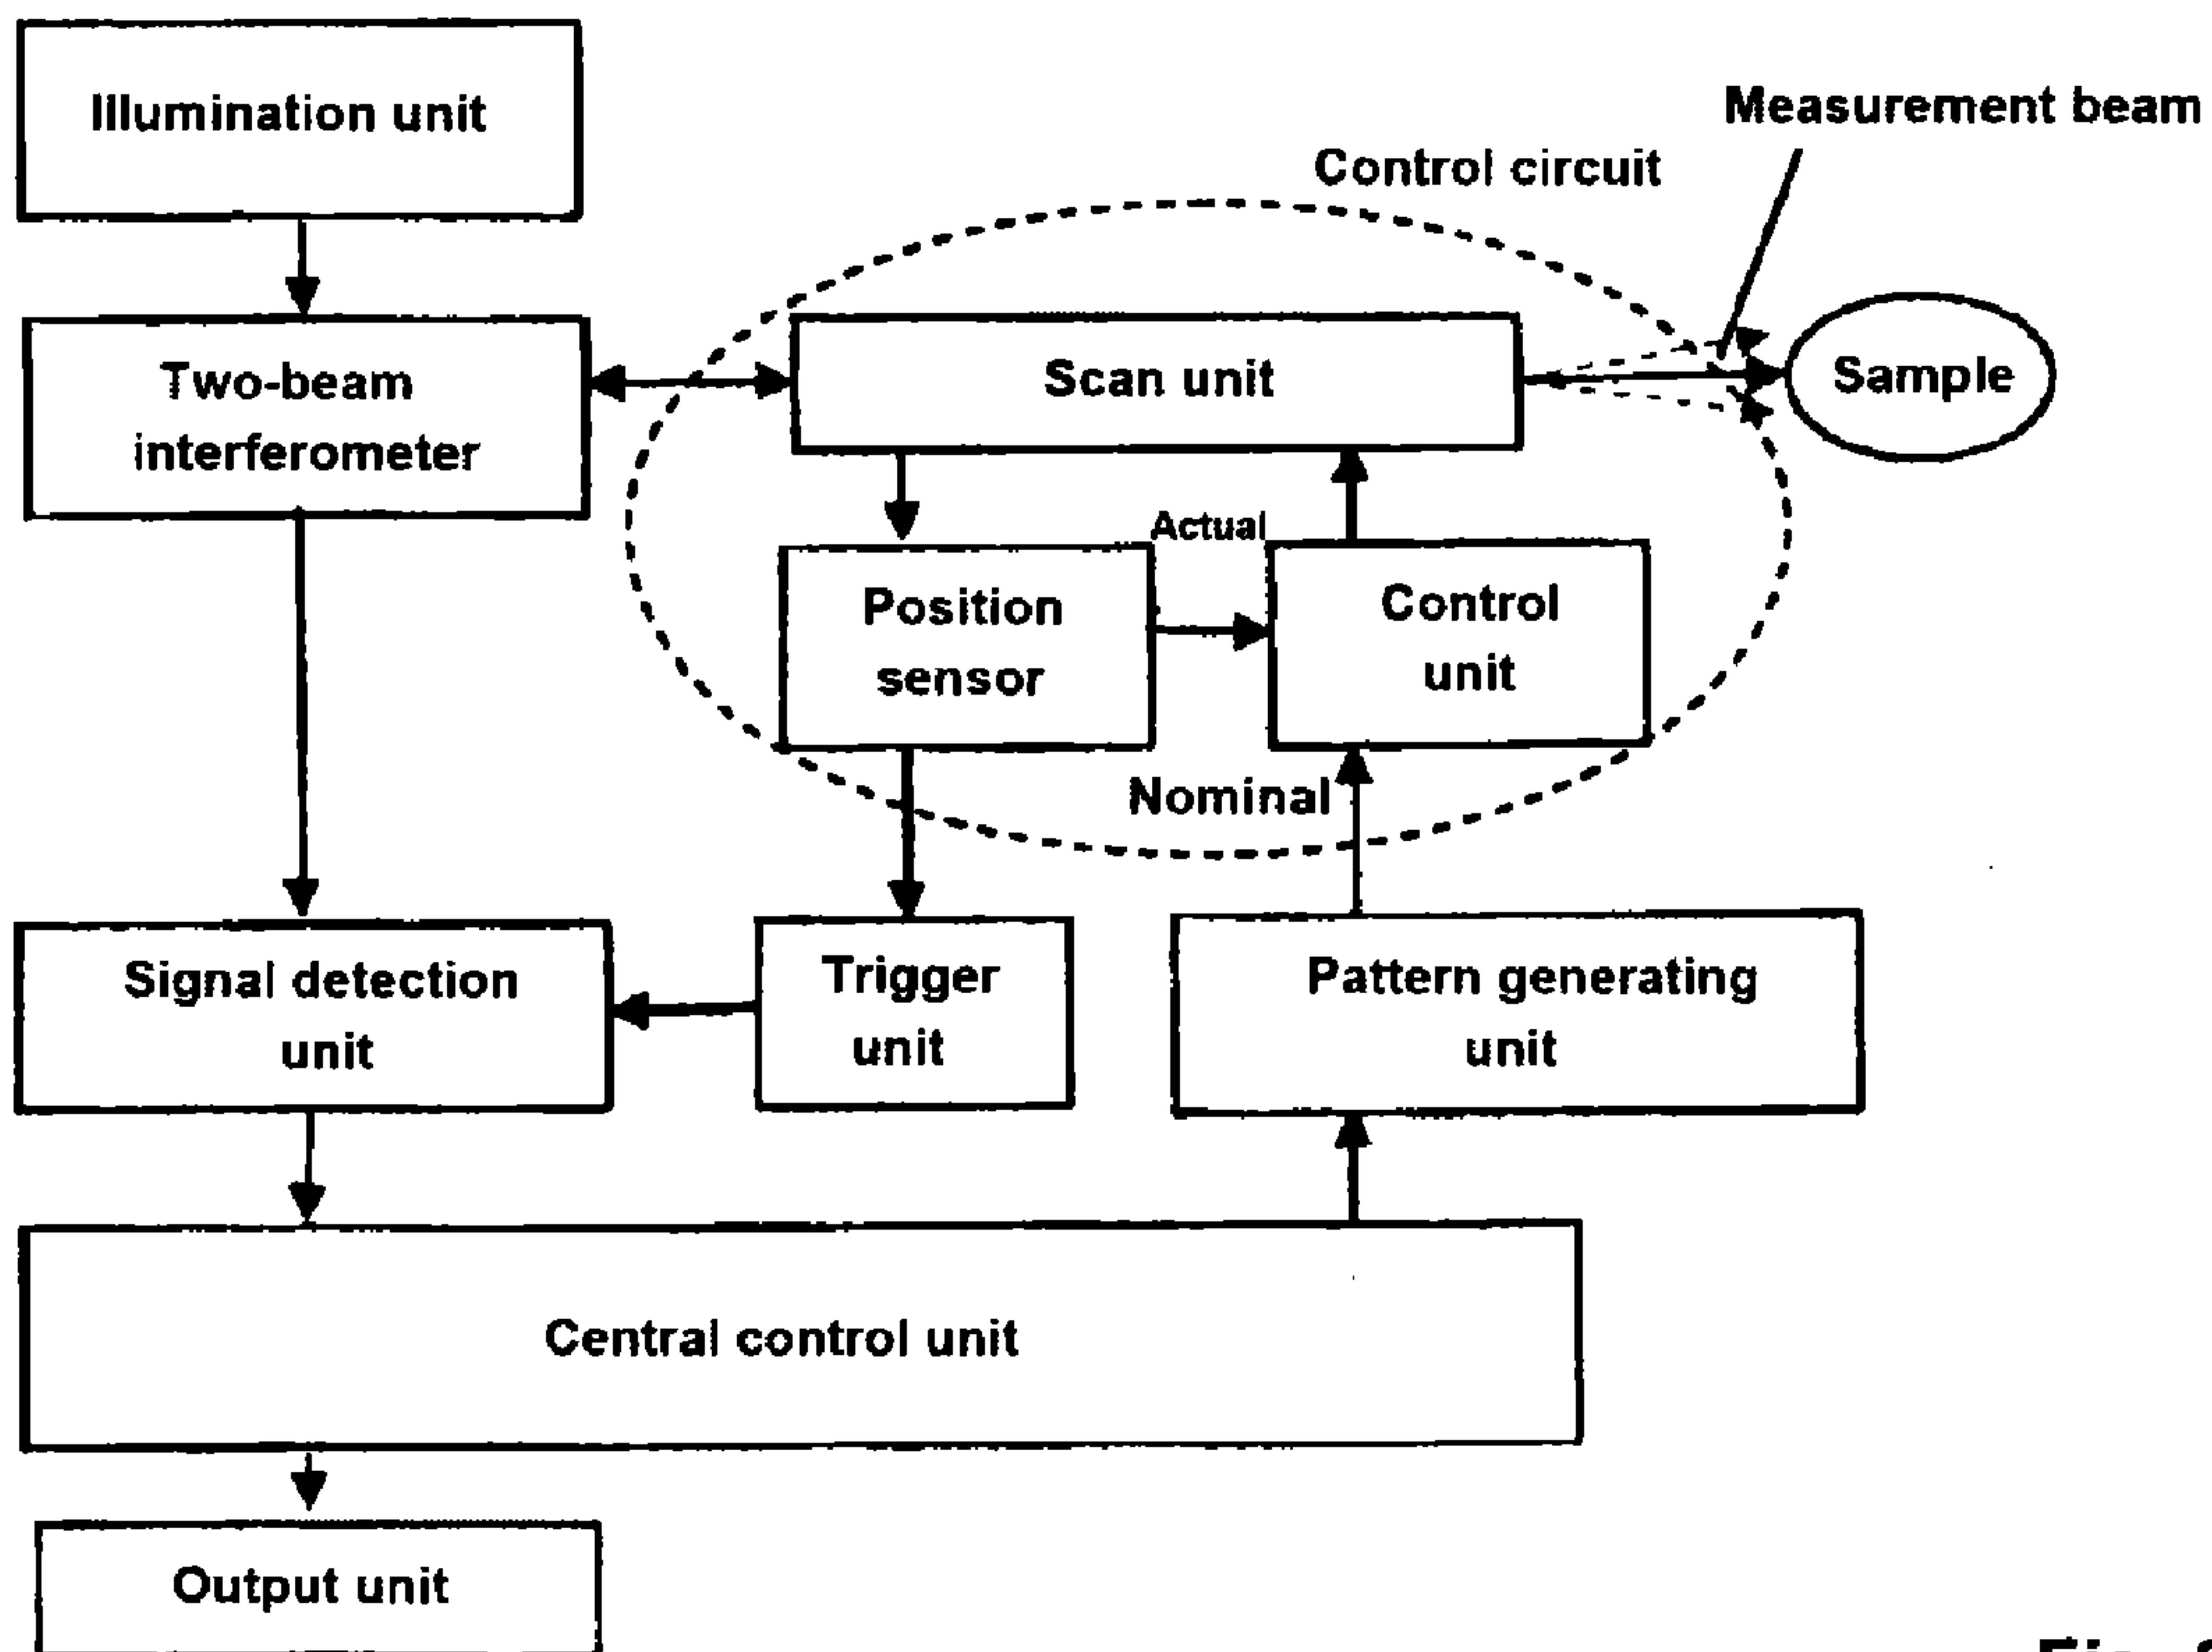 Illumination unit
Measurement beam
Control circuit
Two-beam
interferometer
Scan unit
Sample
Actual
Position
sensor
Control
unit
Nominal
Signal detection
unit
Trigger
unit
Pattern generating
unit
Central control unit
Output unit